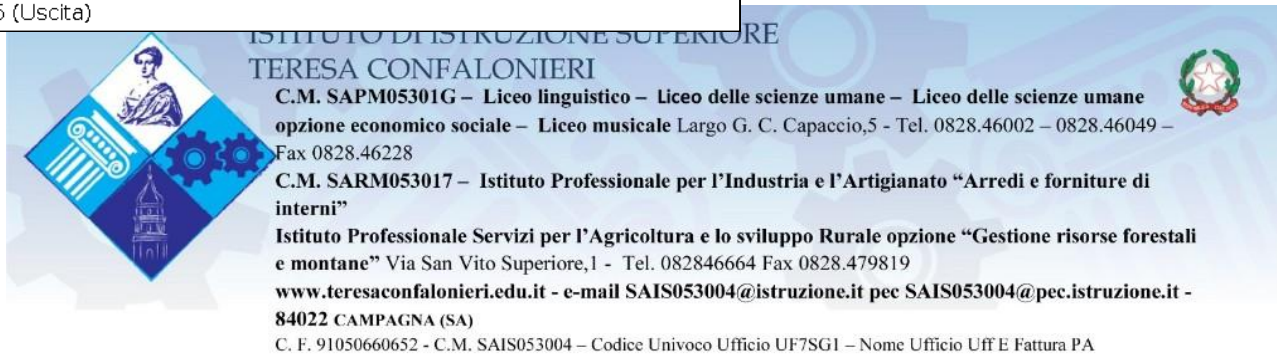 5 (Uscita)
ISTITUTO DI ISTRUZIONE SUPERIORE
TERESA CONFALONIERI
C.M. SAPM05301G – Liceo linguistico – Liceo delle scienze umane – Liceo delle scienze umane
opzione economico sociale – Liceo musicale Largo G. C. Capaccio,5 - Tel. 0828.46002 – 0828.46049 –
Fax 0828.46228
C.M. SARM053017 – Istituto Professionale per l’Industria e l’Artigianato “Arredi e forniture di
interni”
Istituto Professionale Servizi per l’Agricoltura e lo sviluppo Rurale opzione “Gestione risorse forestali
e montane” Via San Vito Superiore,1 - Tel. 082846664 Fax 0828.479819
www.teresaconfalonieri.edu.it - e-mail SAIS053004@istruzione.it pec SAIS053004@pec.istruzione.it -
84022 CAMPAGNA (SA)
C. F. 91050660652 - C.M. SAIS053004 – Codice Univoco Ufficio UF7SG1 – Nome Ufficio Uff E Fattura PA